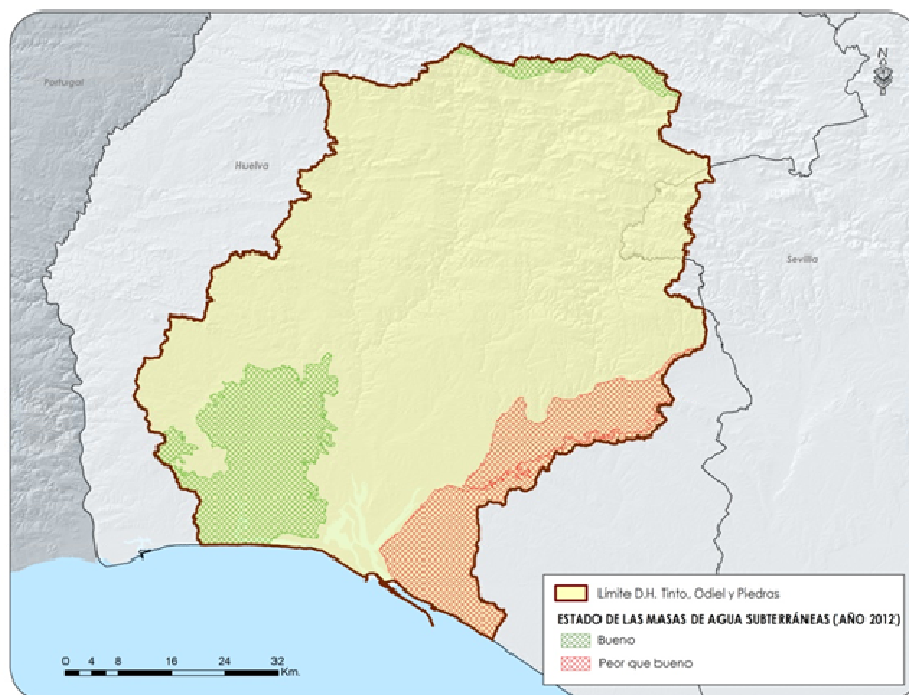 N
Portugal
Huelva
Sevilla
Límite D.H. Tinto, Odiel y Piedras
ESTADO DE LAS MASAS DE AGUA SUBTERRÁNEAS (AÑO 2012)
Bueno
Peor que bueno
0 4 8 16 24 32
Km.